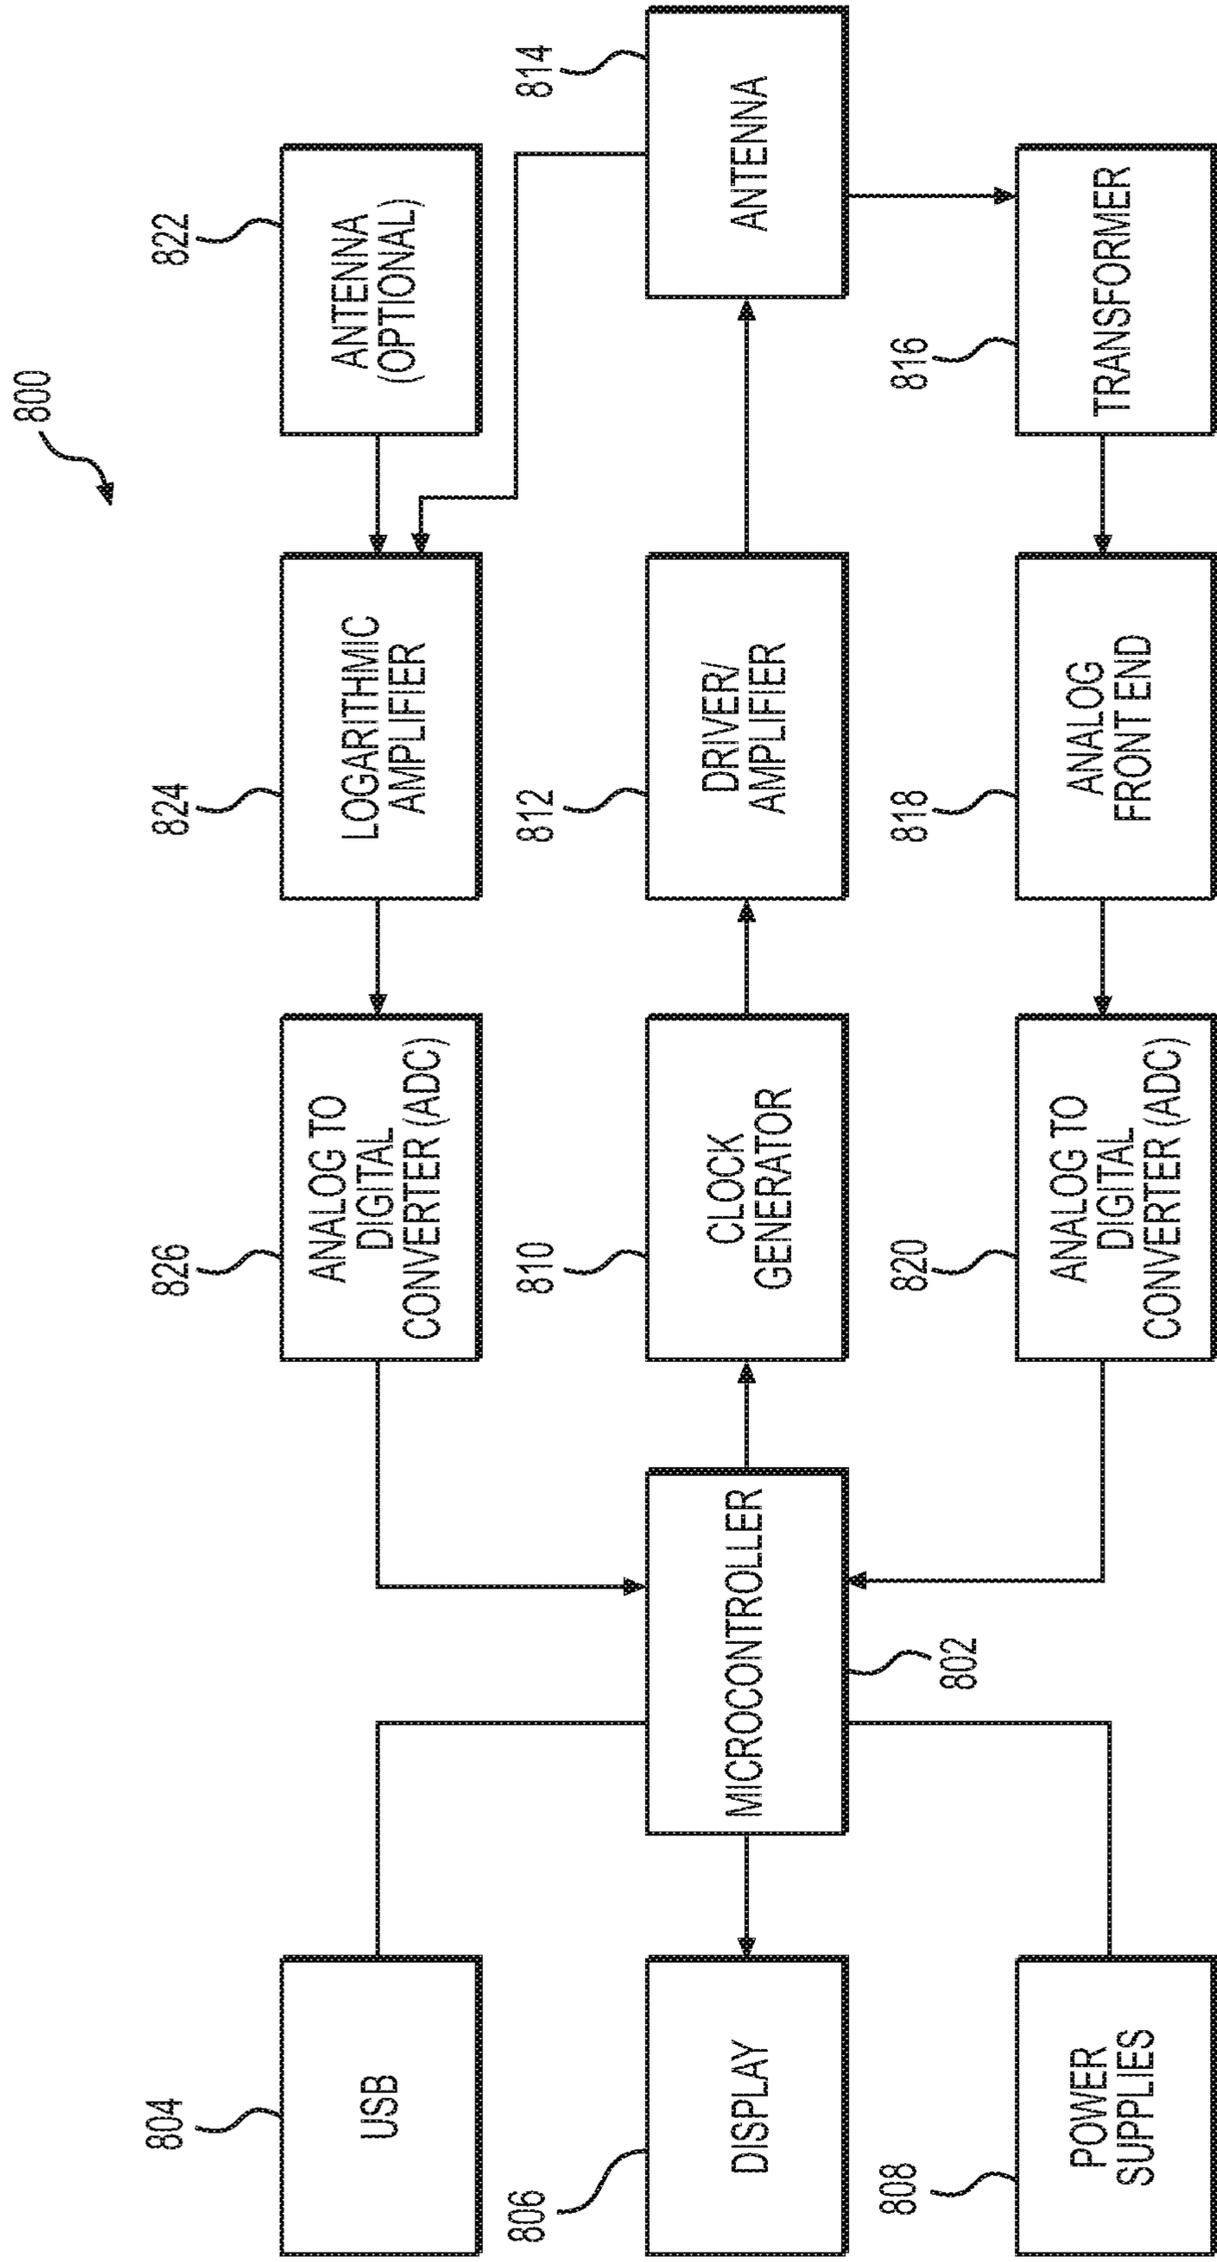 800
804
USB
826
ANALOG TO
DIGITAL
CONVERTER (ADC)
824
LOGARITHMIC
AMPLIFIER
822
ANTENNA
(OPTIONAL)
806
DISPLAY
MICROCONTROLLER
802
810
CLOCK
GENERATOR
812
DRIVER/
AMPLIFIER
814
ANTENNA
808
POWER
SUPPLIES
820
ANALOG TO
DIGITAL
CONVERTER (ADC)
818
ANALOG
FRONT END
816
TRANSFORMER